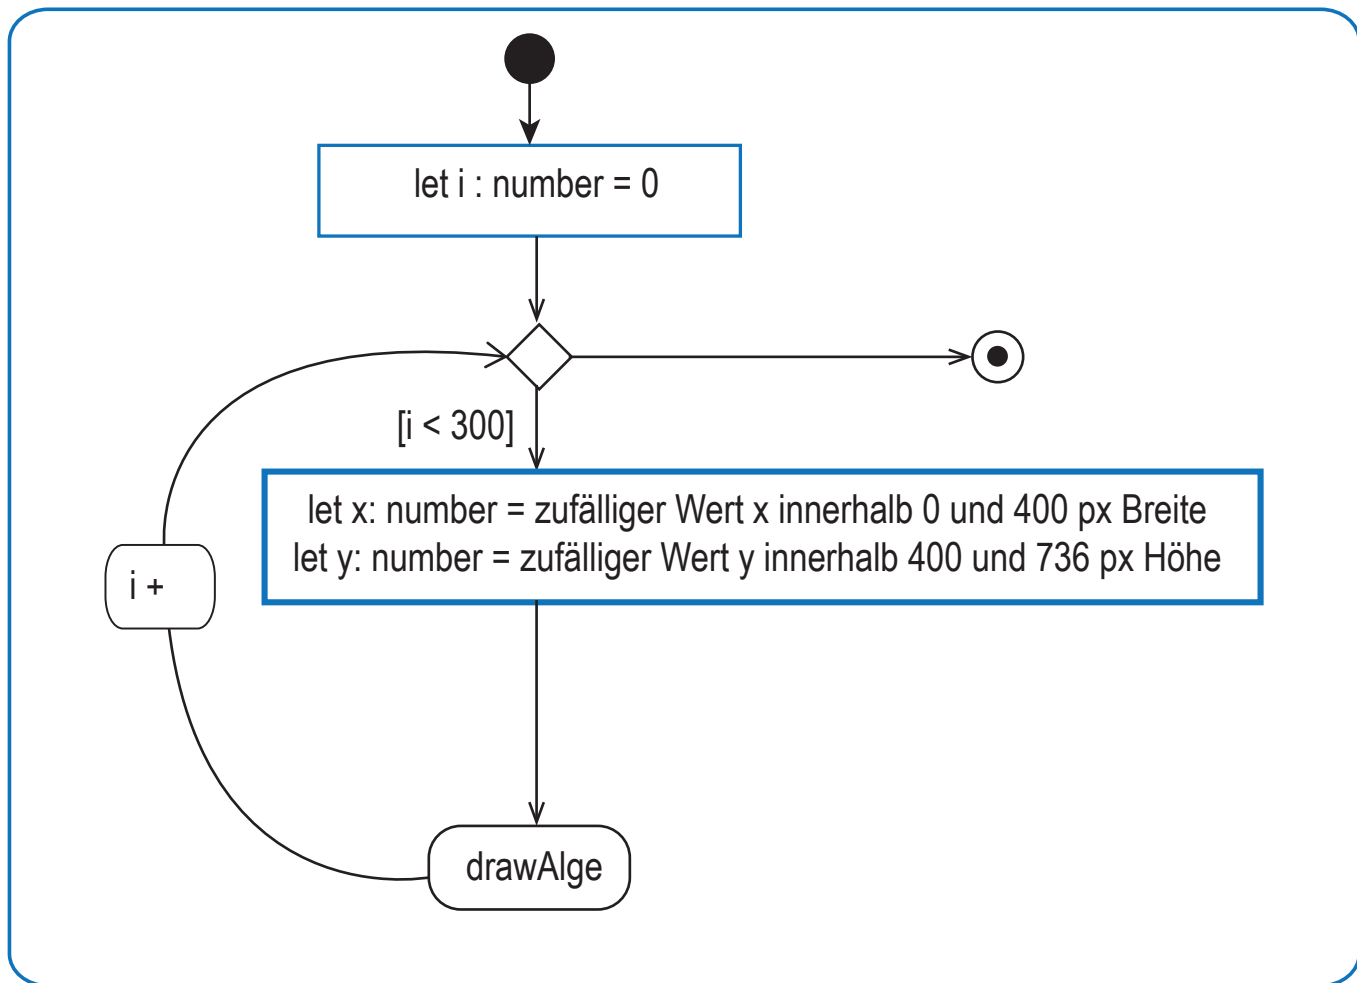 let i : number = 0
[i < 300]
let x: number = zufälliger Wert x innerhalb 0 und 400 px Breite
let y: number = zufälliger Wert y innerhalb 400 und 736 px Höhe
i +
drawAlge